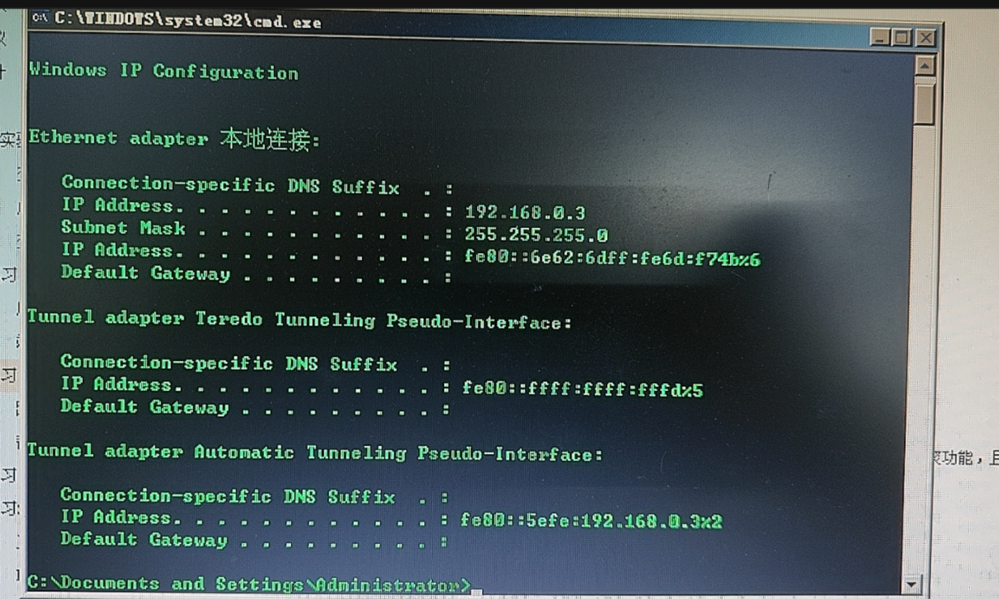 C:\WINDOWS\system32\cmd.exe
Windows IP Configuration
Ethernet adapter 本地连接:
Connection-specific DNS Suffix . :
IP Address. . . . . . . . . . . . : 192.168.0.3
Subnet Mask . . . . . . . . . . . : 255.255.255.0
IP Address. . . . . . . . . . . . : fe80::6e62:6dff:fe6d:f74b%6
Default Gateway . . . . . . . . . :
Tunnel adapter Teredo Tunneling Pseudo-Interface:
Connection-specific DNS Suffix . :
IP Address. . . . . . . . . . . . : fe80::ffff:ffff:fffd%5
Default Gateway . . . . . . . . . :
Tunnel adapter Automatic Tunneling Pseudo-Interface:
Connection-specific DNS Suffix . :
IP Address. . . . . . . . . . . . : fe80::5efe:192.168.0.3%2
Default Gateway . . . . . . . . . :
C:\Documents and Settings\Administrator>
功能，且